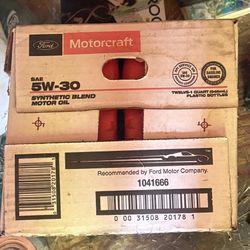 Ford
Motorcraft
SAE
5W-30
SYNTHETIC BLEND
MOTOR OIL
TWELVE-1 QUART (946mL)
PLASTIC BOTTLES
Recommended by Ford Motor Company.
1041666
0 00 31508 20178 1